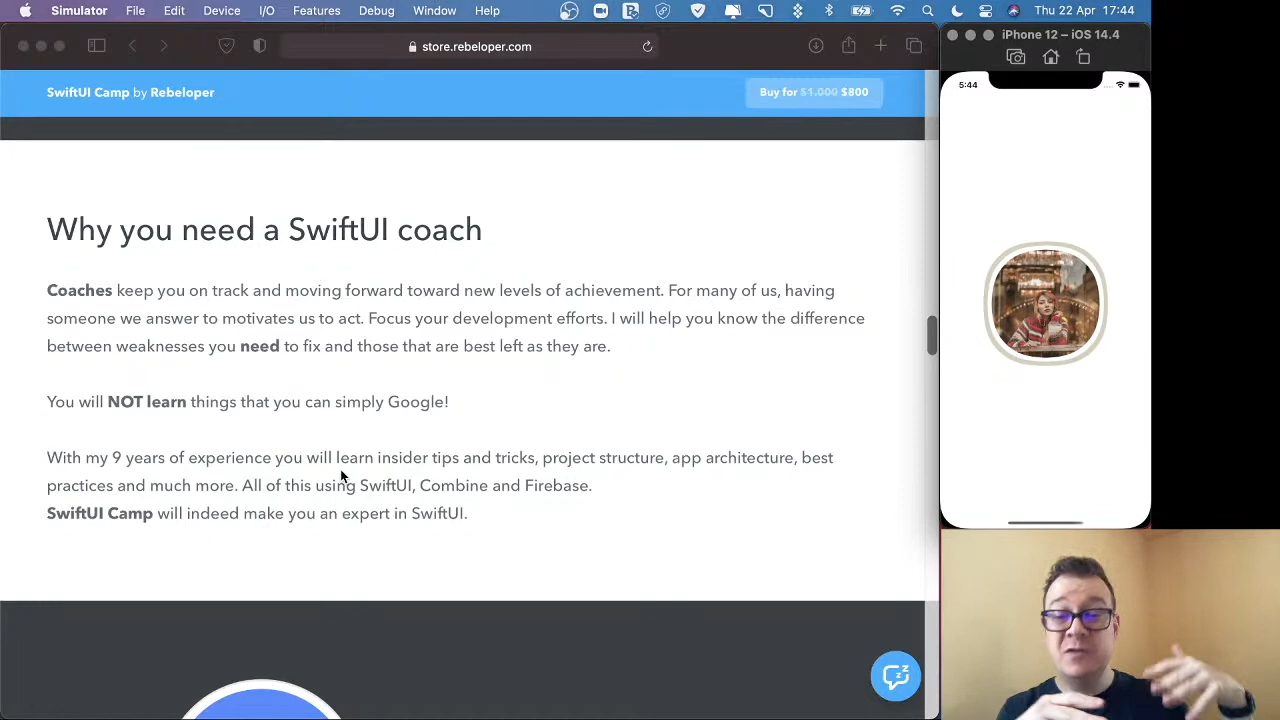 Simulator File Edit Device I/O Features Debug Window Help Thu 22 Apr 17:44
store.rebeloper.com
iPhone 12 – iOS 14.4
SwiftUI Camp by Rebeloper
Buy for $1.000 $800
5:44
Why you need a SwiftUI coach
Coaches keep you on track and moving forward toward new levels of achievement. For many of us, having
someone we answer to motivates us to act. Focus your development efforts. I will help you know the difference
between weaknesses you need to fix and those that are best left as they are.
You will NOT learn things that you can simply Google!
With my 9 years of experience you will learn insider tips and tricks, project structure, app architecture, best
practices and much more. All of this using SwiftUI, Combine and Firebase.
SwiftUI Camp will indeed make you an expert in SwiftUI.